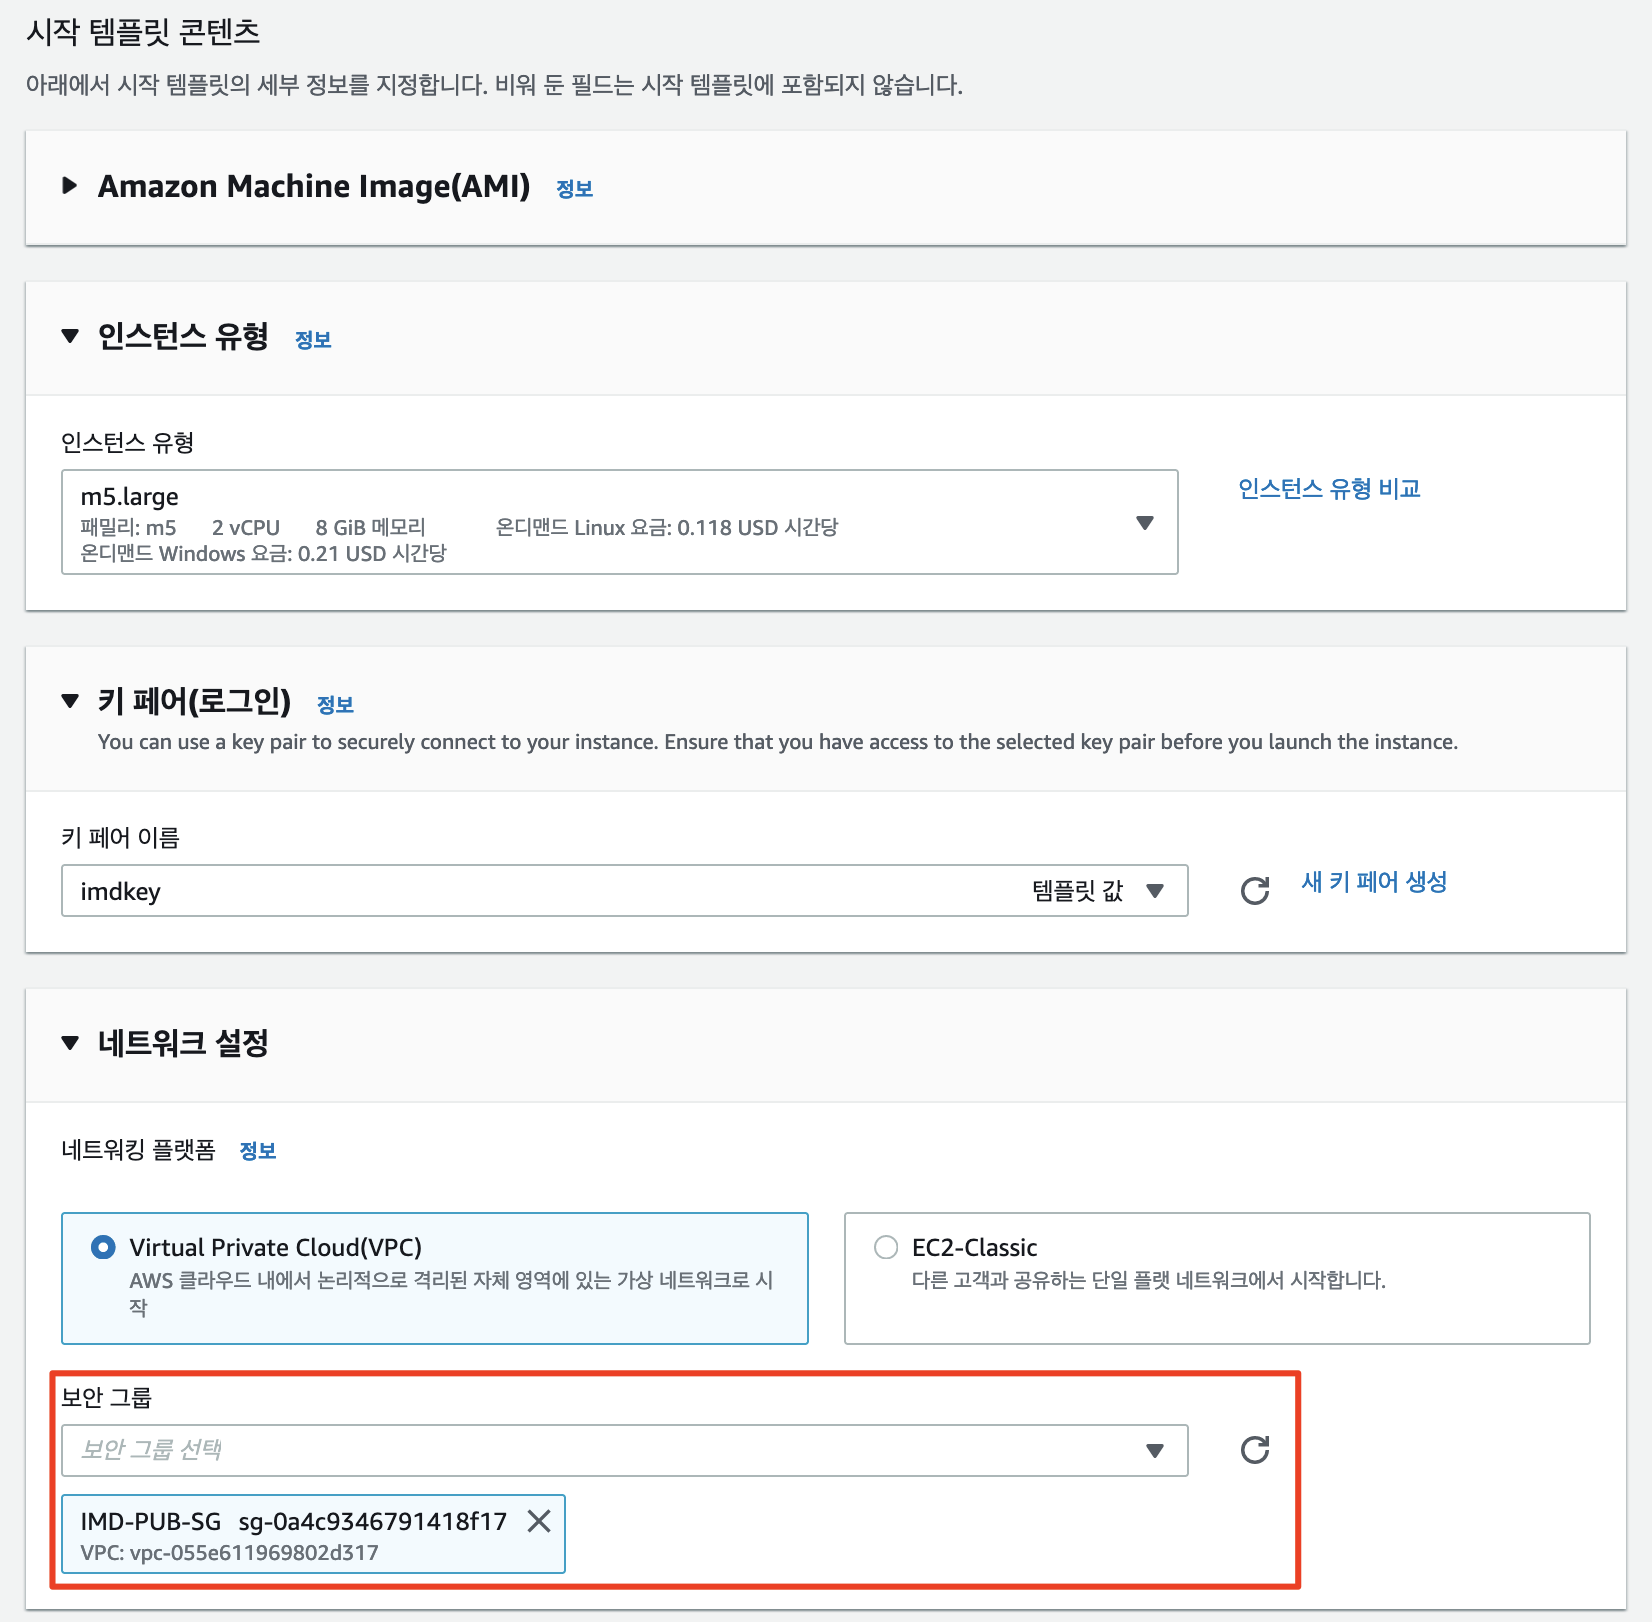 시작 템플릿 콘텐츠
아래에서 시작 템플릿의 세부 정보를 지정합니다. 비워 둔 필드는 시작 템플릿에 포함되지 않습니다.
Amazon Machine Image(AMI) 정보
인스턴스 유형 정보
인스턴스 유형
m5.large
패밀리: m5 2 vCPU 8 GiB 메모리 온디맨드 Linux 요금: 0.118 USD 시간당
온디맨드 Windows 요금: 0.21 USD 시간당
인스턴스 유형 비교
키 페어(로그인) 정보
You can use a key pair to securely connect to your instance. Ensure that you have access to the selected key pair before you launch the instance.
키 페어 이름
imdkey 템플릿 값
새 키 페어 생성
네트워크 설정
네트워킹 플랫폼 정보
Virtual Private Cloud(VPC)
AWS 클라우드 내에서 논리적으로 격리된 자체 영역에 있는 가상 네트워크로 시
작
EC2-Classic
다른 고객과 공유하는 단일 플랫 네트워크에서 시작합니다.
보안 그룹
보안 그룹 선택
IMD-PUB-SG sg-0a4c9346791418f17
VPC: vpc-055e611969802d317